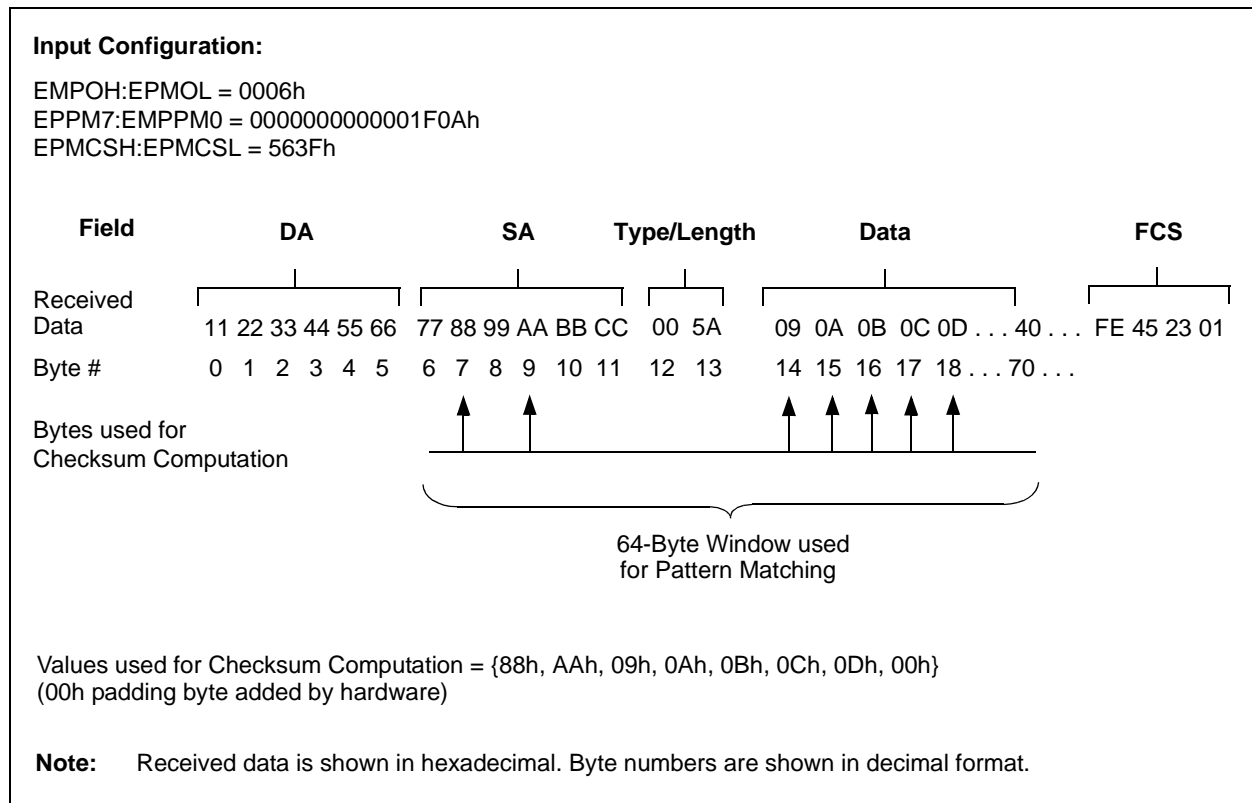 Input Configuration:
EMPOH:EPMOL = 0006h
EPPM7:EMPPM0 = 0000000000001F0Ah
EPMCSH:EPMCSL = 563Fh
Field DA SA Type/Length Data FCS
Received
Data 11 22 33 44 55 66 77 88 99 AA BB CC 00 5A 09 0A 0B 0C 0D . . . 40 . . . FE 45 23 01
Byte # 0 1 2 3 4 5 6 7 8 9 10 11 12 13 14 15 16 17 18 . . . 70 . . .
Bytes used for
Checksum Computation
64-Byte Window used
for Pattern Matching
Values used for Checksum Computation = {88h, AAh, 09h, 0Ah, 0Bh, 0Ch, 0Dh, 00h}
(00h padding byte added by hardware)
Note: Received data is shown in hexadecimal. Byte numbers are shown in decimal format.